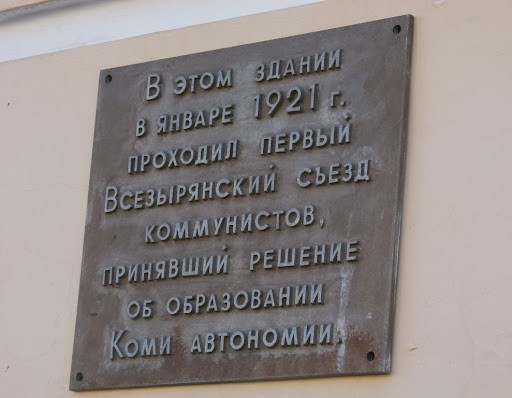 В этом здании
в январе 1921 г.
проходил первый
Всезырянский съезд
коммунистов,
принявший решение
об образовании
Коми автономии.